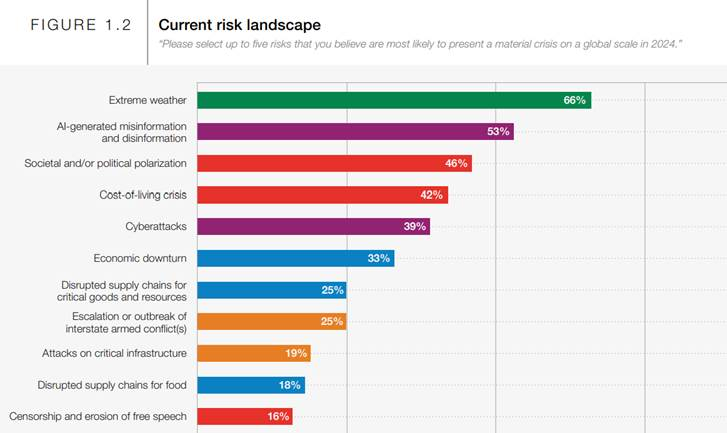 FIGURE 1.2
Current risk landscape
“Please select up to five risks that you believe are most likely to present a material crisis on a global scale in 2024.”
Extreme weather
66%
AI-generated misinformation
and disinformation
53%
Societal and/or political polarization
46%
Cost-of-living crisis
42%
Cyberattacks
39%
Economic downturn
33%
Disrupted supply chains for
critical goods and resources
25%
Escalation or outbreak of
interstate armed conflict(s)
25%
Attacks on critical infrastructure
19%
Disrupted supply chains for food
18%
Censorship and erosion of free speech
16%